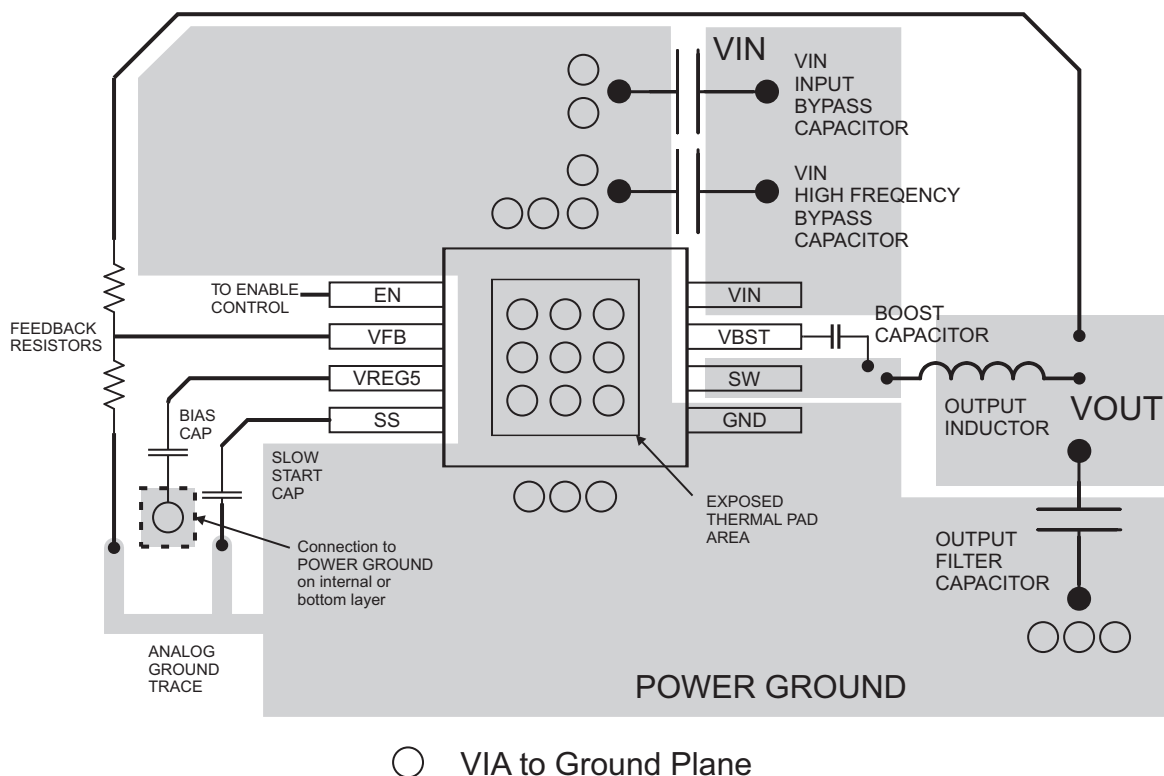 VIN
VIN
INPUT
BYPASS
CAPACITOR
VIN
HIGH FREQENCY
BYPASS
CAPACITOR
TO ENABLE
CONTROL
EN
VIN
FEEDBACK
RESISTORS
VFB
VBST
BOOST
CAPACITOR
VREG5
SW
SS
GND
BIAS
CAP
SLOW
START
CAP
OUTPUT
INDUCTOR
VOUT
EXPOSED
THERMAL PAD
AREA
Connection to
POWER GROUND
on internal or
bottom layer
OUTPUT
FILTER
CAPACITOR
ANALOG
GROUND
TRACE
POWER GROUND
VIA to Ground Plane